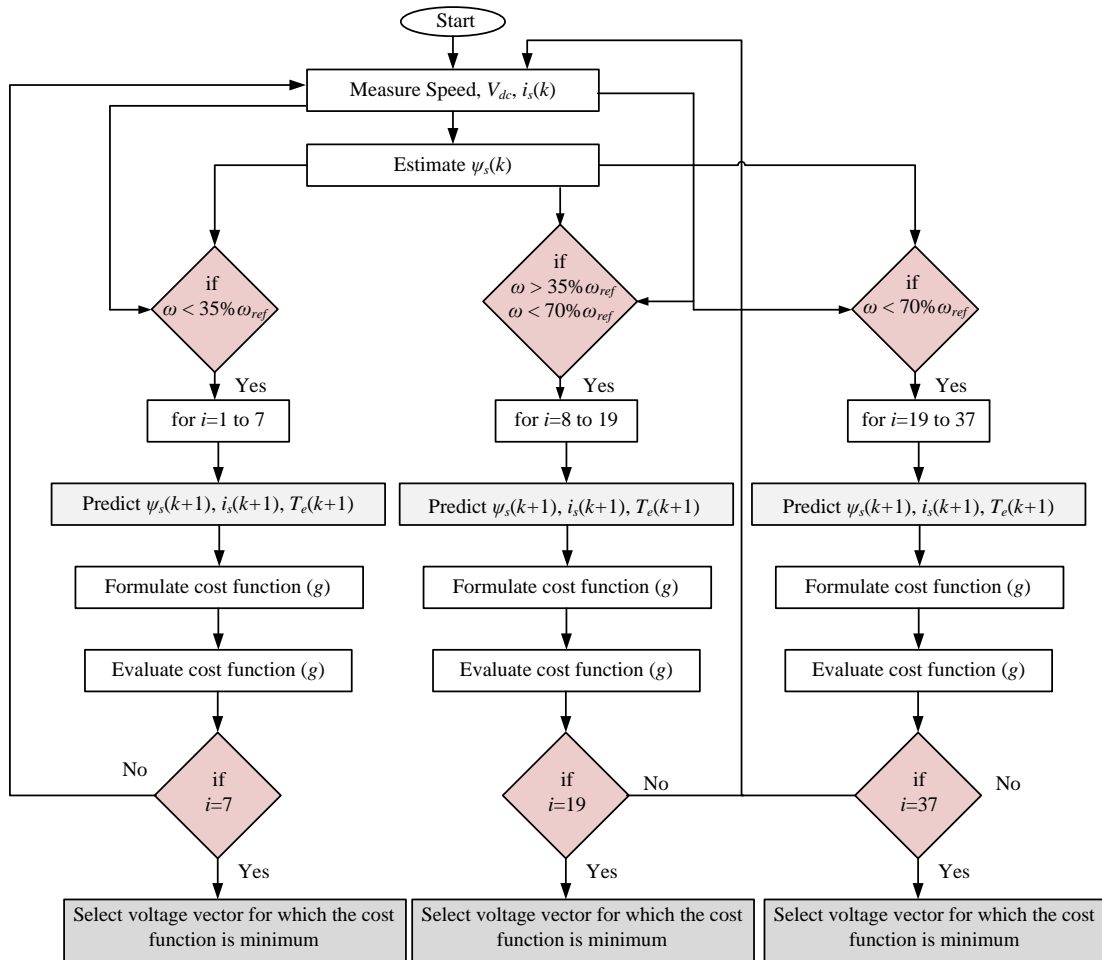 Start
Measure Speed, V_dc, i_s(k)
Estimate ψ_s(k)
if
ω < 35%ω_ref
if
ω > 35%ω_ref
ω < 70%ω_ref
if
ω < 70%ω_ref
Yes
Yes
Yes
for i=1 to 7
for i=8 to 19
for i=19 to 37
Predict ψ_s(k+1), i_s(k+1), T_e(k+1)
Predict ψ_s(k+1), i_s(k+1), T_e(k+1)
Predict ψ_s(k+1), i_s(k+1), T_e(k+1)
Formulate cost function (g)
Formulate cost function (g)
Formulate cost function (g)
Evaluate cost function (g)
Evaluate cost function (g)
Evaluate cost function (g)
No
if
i=7
if
i=19
No
if
i=37
No
Yes
Yes
Yes
Select voltage vector for which the cost
function is minimum
Select voltage vector for which the cost
function is minimum
Select voltage vector for which the cost
function is minimum